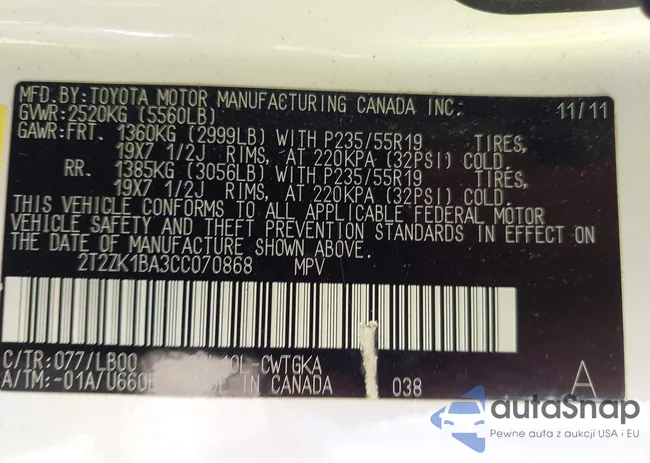 MFD.BY: TOYOTA MOTOR MANUFACTURING CANADA INC. 11/11
GVWR: 2520KG (5560LB)
GAWR: FRT. 1360KG (2999LB) WITH P235/55R19 TIRES,
19X7 1/2J RIMS, AT 220KPA (32PSI) COLD.
RR. 1385KG (3056LB) WITH P235/55R19 TIRES,
19X7 1/2J RIMS, AT 220KPA (32PSI) COLD.
THIS VEHICLE CONFORMS TO ALL APPLICABLE FEDERAL MOTOR
VEHICLE SAFETY AND THEFT PREVENTION STANDARDS IN EFFECT ON
THE DATE OF MANUFACTURE SHOWN ABOVE.
2T2ZK1BA3CC070868 MPV
C/TR: 077/LB00 L-CWTGKA
A/TM: -01A/U660E IN CANADA 038 A
autaSnap
Pewne auta z aukcji USA i EU